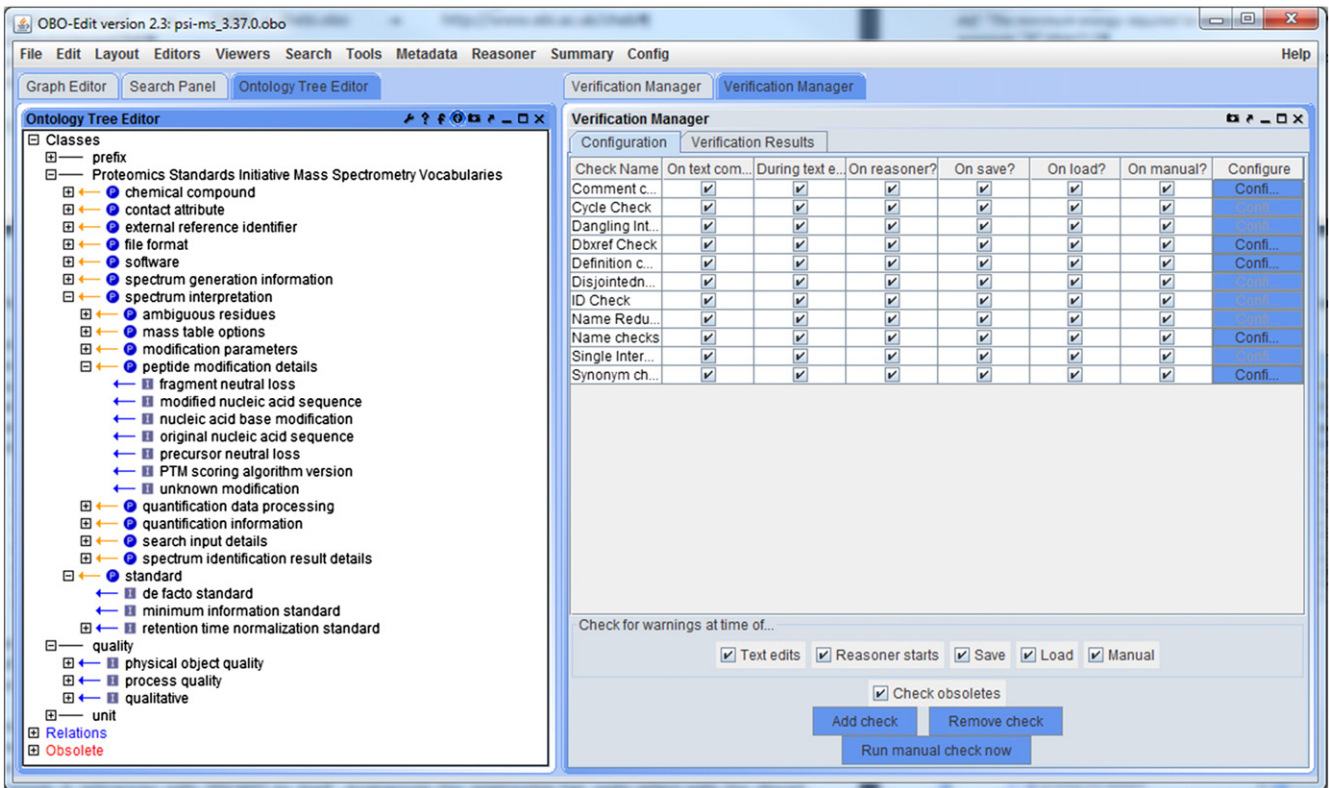 OBO-Edit version 2.3: psi-ms_3.37.0.obo
File Edit Layout Editors Viewers Search Tools Metadata Reasoner Summary Config Help
Graph Editor Search Panel Ontology Tree Editor
Verification Manager Verification Manager
Ontology Tree Editor
Classes
prefix
Proteomics Standards Initiative Mass Spectrometry Vocabularies
P chemical compound
P contact attribute
P external reference identifier
P file format
P software
P spectrum generation information
P spectrum interpretation
P ambiguous residues
P mass table options
P modification parameters
P peptide modification details
I fragment neutral loss
I modified nucleic acid sequence
I nucleic acid base modification
I original nucleic acid sequence
I precursor neutral loss
I PTM scoring algorithm version
I unknown modification
P quantification data processing
P quantification information
P search input details
P spectrum identification result details
P standard
I de facto standard
I minimum information standard
I retention time normalization standard
quality
I physical object quality
I process quality
I qualitative
unit
Relations
Obsolete
Verification Manager
Configuration Verification Results
Check Name On text com... During text e... On reasoner? On save? On load? On manual? Configure
Comment c... Confi...
Cycle Check Confi...
Dangling Int... Confi...
Dbxref Check Confi...
Definition c... Confi...
Disjointedn... Confi...
ID Check Confi...
Name Redu... Confi...
Name checks Confi...
Single Inter... Confi...
Synonym ch... Confi...
Check for warnings at time of...
Text edits Reasoner starts Save Load Manual
Check obsoletes
Add check Remove check
Run manual check now